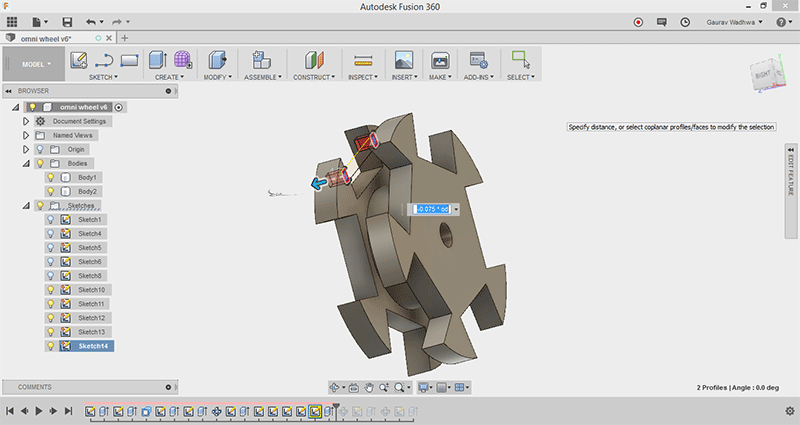 Autodesk Fusion 360
Gaurav Wadhwa
omni wheel v6*
MODEL
SKETCH
CREATE
MODIFY
ASSEMBLE
CONSTRUCT
INSPECT
INSERT
MAKE
ADD-INS
SELECT
BROWSER
omni wheel v6
Document Settings
Named Views
Origin
Bodies
Body1
Body2
Sketches
Sketch1
Sketch4
Sketch5
Sketch6
Sketch8
Sketch10
Sketch11
Sketch12
Sketch13
Sketch14
RIGHT
Specify distance, or select coplanar profiles/faces to modify the selection
EDIT FEATURE
-0.075 * od
COMMENTS
2 Profiles | Angle : 0.0 deg